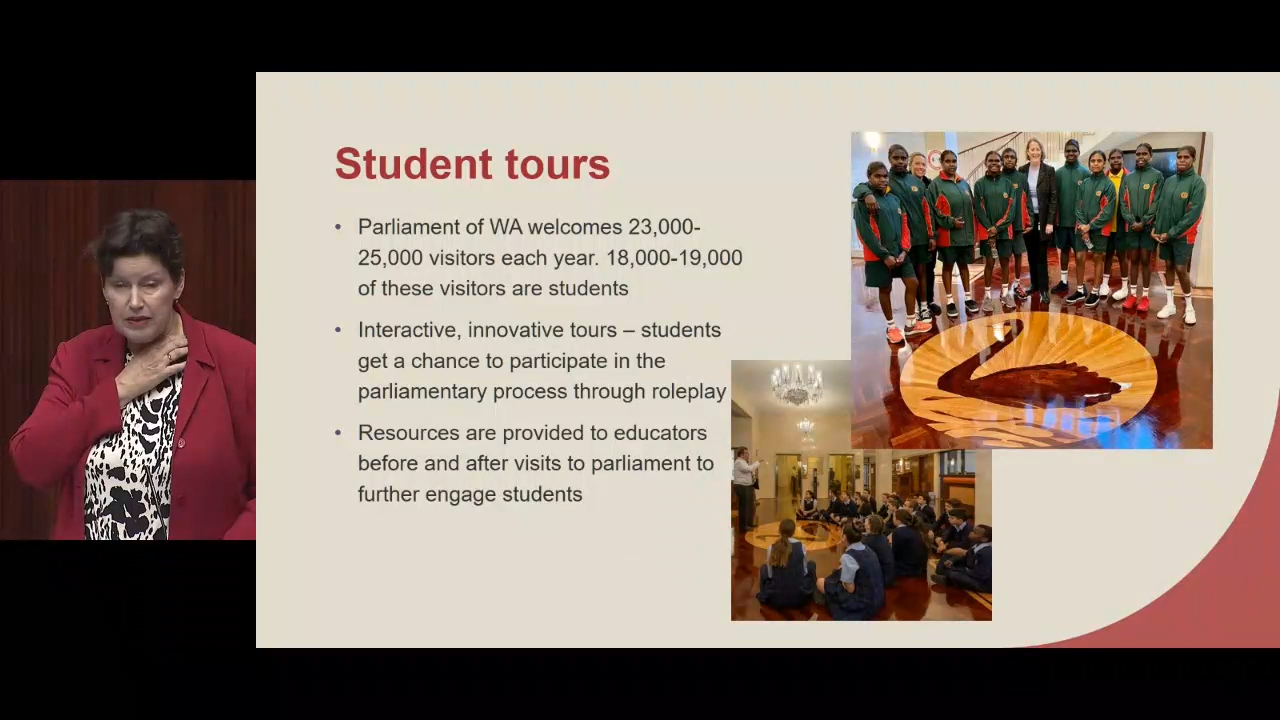 Student tours
• Parliament of WA welcomes 23,000-
25,000 visitors each year. 18,000-19,000
of these visitors are students
• Interactive, innovative tours – students
get a chance to participate in the
parliamentary process through roleplay
• Resources are provided to educators
before and after visits to parliament to
further engage students